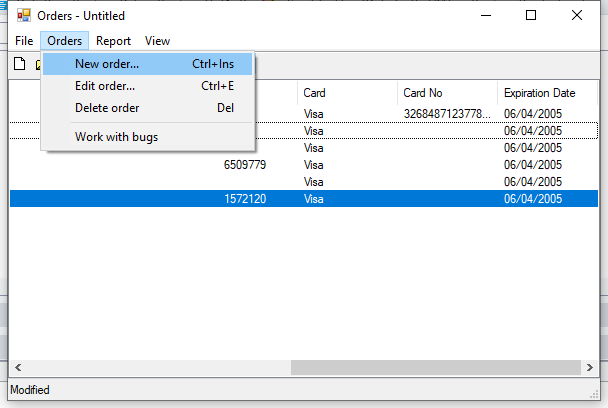 Orders - Untitled
File Orders Report View
New order... Ctrl+Ins
Edit order... Ctrl+E
Delete order Del
Work with bugs
Card Card No Expiration Date
Visa 3268487123778... 06/04/2005
Visa 06/04/2005
Visa 06/04/2005
6509779 Visa 06/04/2005
Visa 06/04/2005
1572120 Visa 06/04/2005
Modified